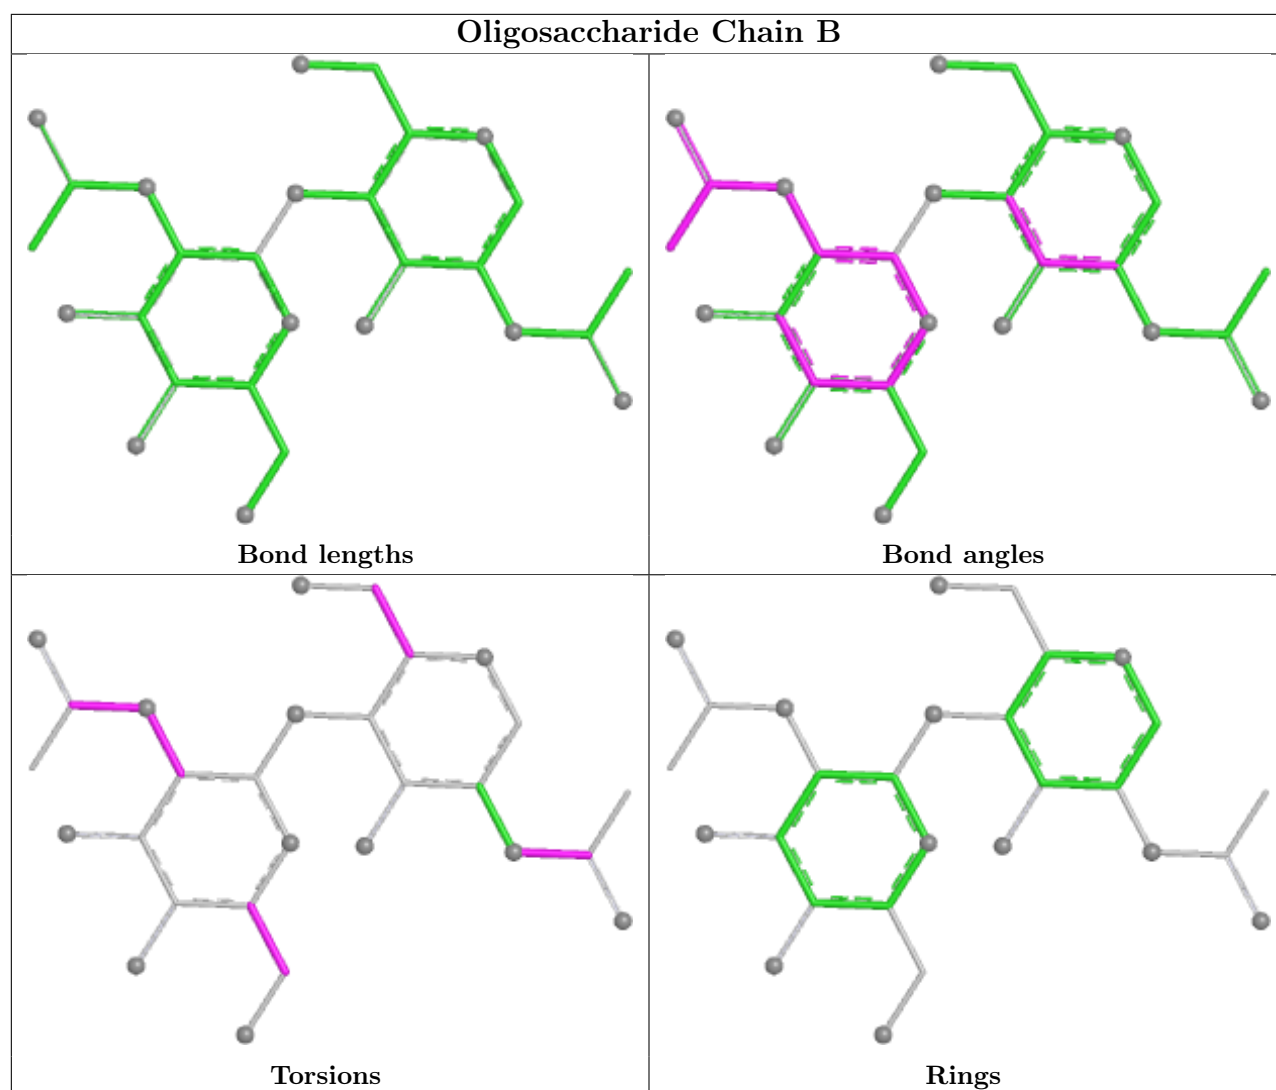 Oligosaccharide Chain B
Bond lengths
Bond angles
Torsions
Rings